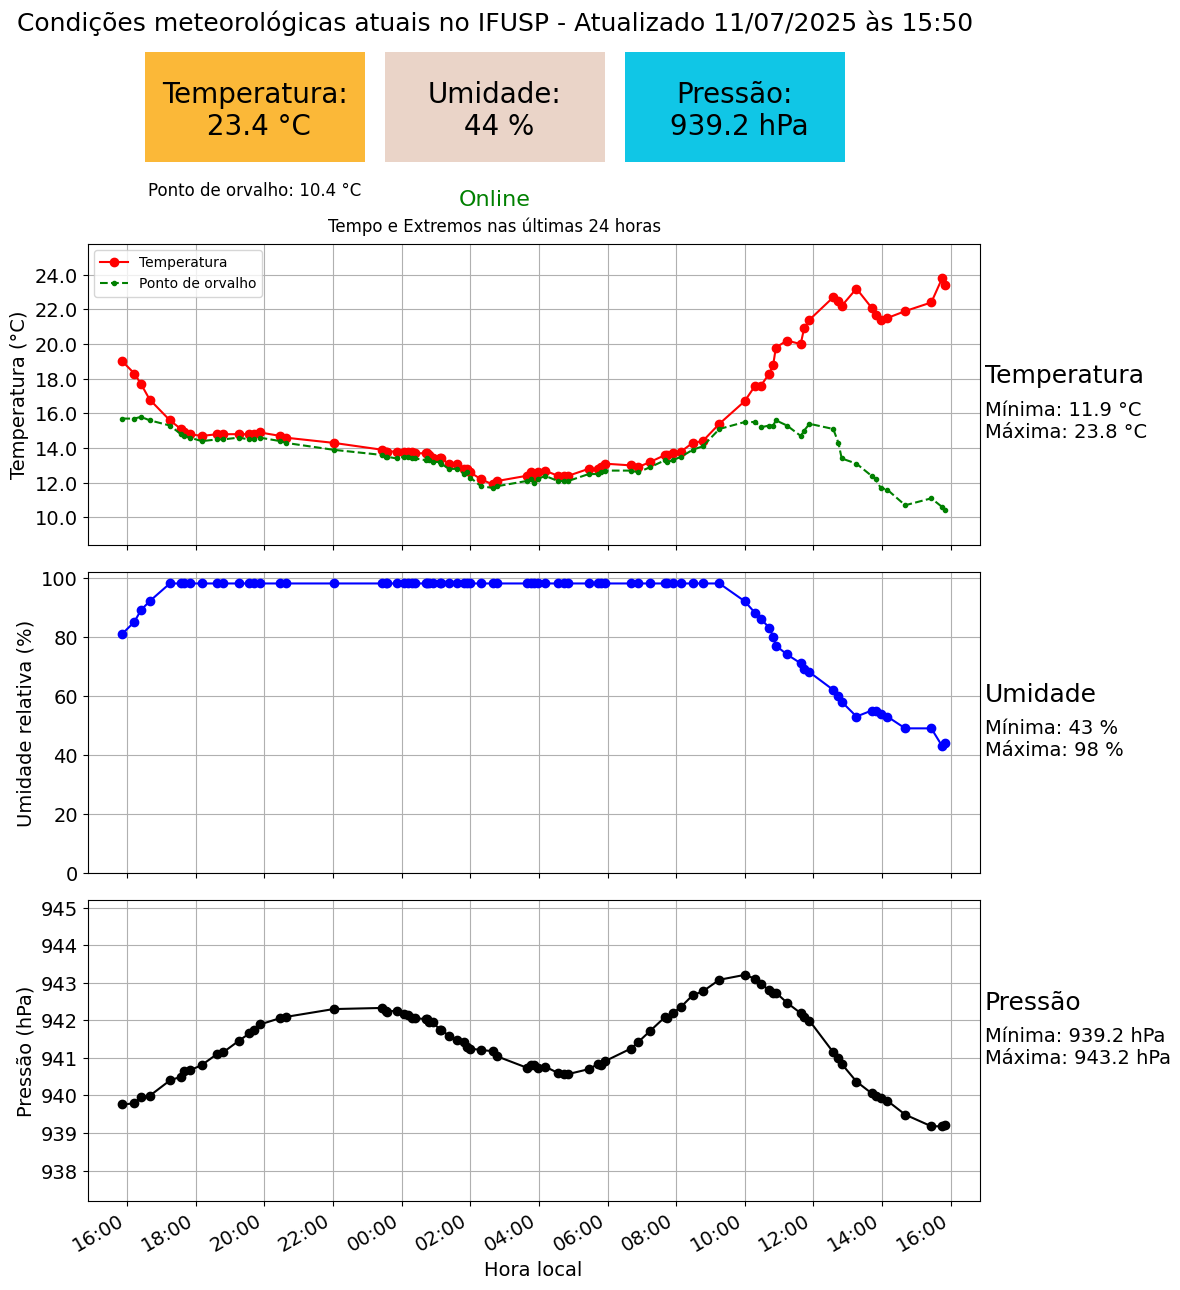 Condições meteorológicas atuais no IFUSP - Atualizado 11/07/2025 às 15:50
Temperatura:
23.4 °C
Umidade:
44 %
Pressão:
939.2 hPa
Ponto de orvalho: 10.4 °C
Online
Tempo e Extremos nas últimas 24 horas
Temperatura
Ponto de orvalho
Temperatura (°C)
24.0
22.0
20.0
18.0
16.0
14.0
12.0
10.0
Temperatura
Mínima: 11.9 °C
Máxima: 23.8 °C
Umidade relativa (%)
100
80
60
40
20
0
Umidade
Mínima: 43 %
Máxima: 98 %
Pressão (hPa)
945
944
943
942
941
940
939
938
Pressão
Mínima: 939.2 hPa
Máxima: 943.2 hPa
16:00
18:00
20:00
22:00
00:00
02:00
04:00
06:00
08:00
10:00
12:00
14:00
16:00
Hora local